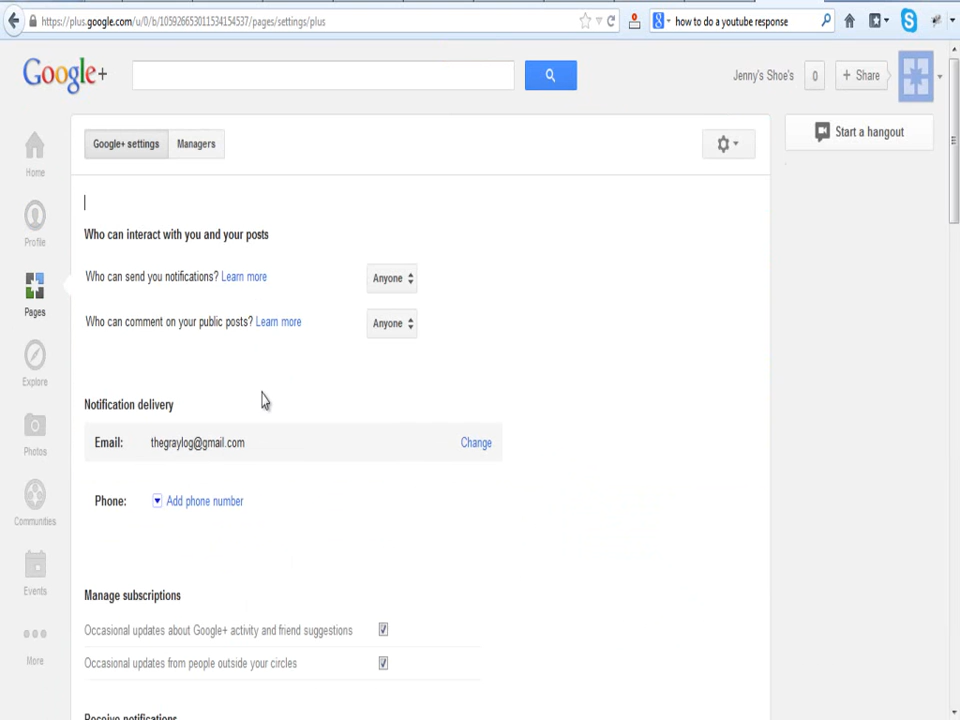 https://plus.google.com/u/0/b/105926653011534154537/pages/settings/plus
how to do a youtube response
Google+
Jenny's Shoe's
0
+ Share
Start a hangout
Google+ settings
Managers
Home
Profile
Pages
Explore
Photos
Communities
Events
More
Who can interact with you and your posts
Who can send you notifications? Learn more
Anyone
Who can comment on your public posts? Learn more
Anyone
Notification delivery
Email: thegraylog@gmail.com Change
Phone: Add phone number
Manage subscriptions
Occasional updates about Google+ activity and friend suggestions
Occasional updates from people outside your circles
Receive notifications